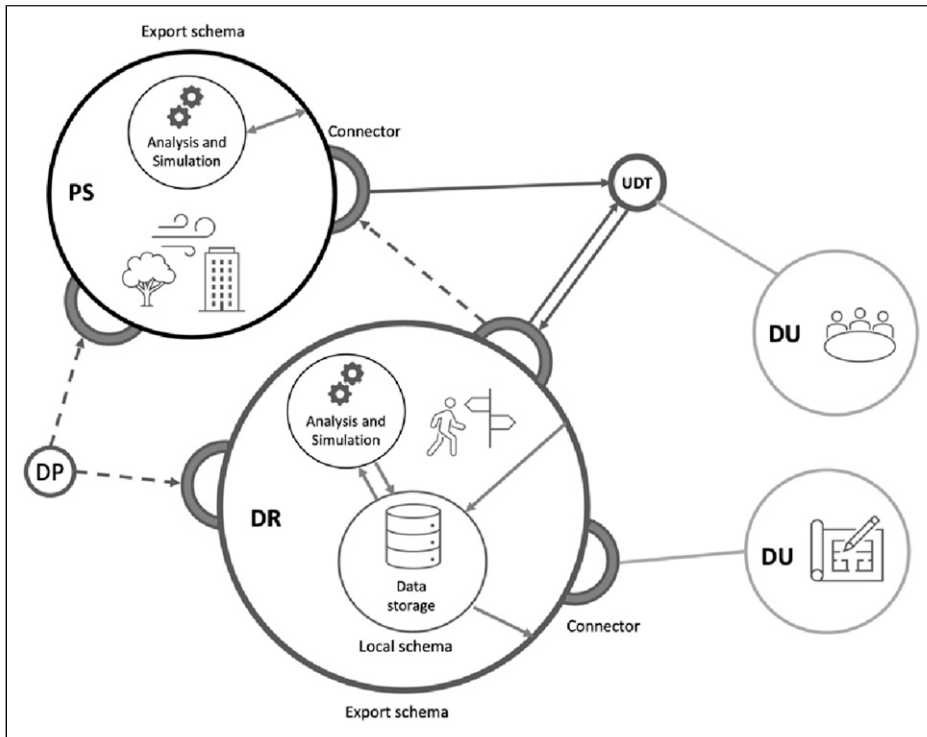 Export schema
Analysis and
Simulation
Connector
PS
UDT
DU
Analysis and
Simulation
DP
DR
DU
Data
storage
Local schema
Connector
Export schema